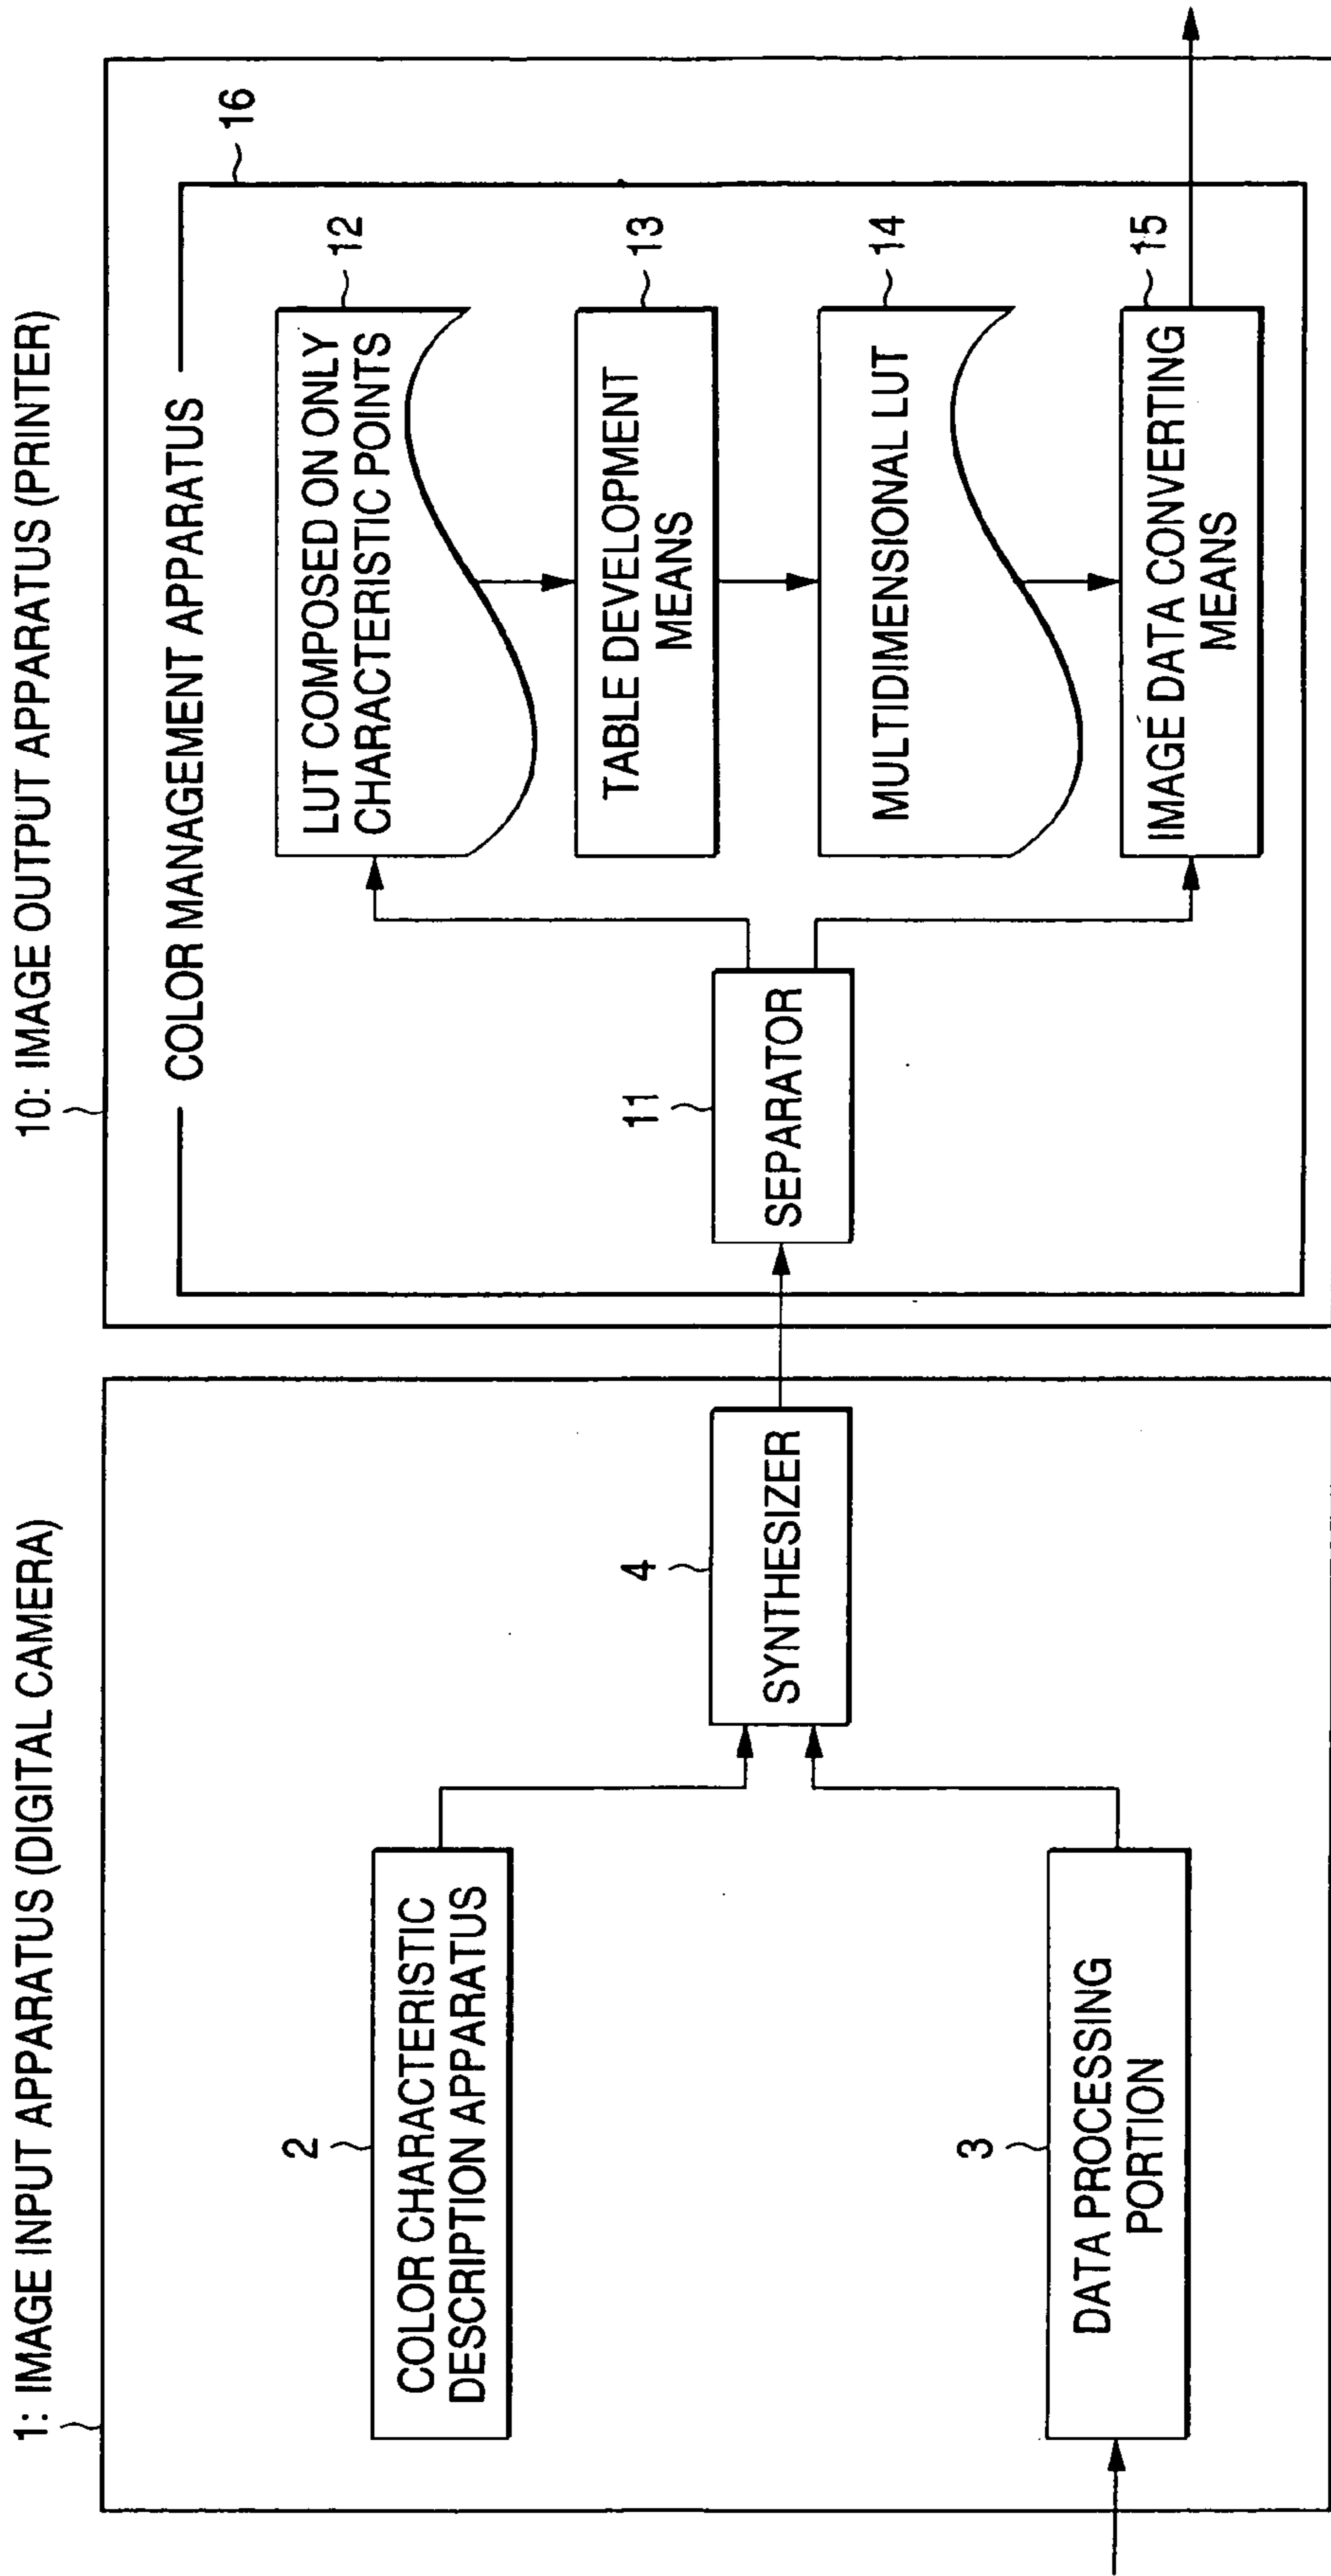 1: IMAGE INPUT APPARATUS (DIGITAL CAMERA)
2
COLOR CHARACTERISTIC
DESCRIPTION APPARATUS
3
DATA PROCESSING
PORTION
4
SYNTHESIZER
10: IMAGE OUTPUT APPARATUS (PRINTER)
COLOR MANAGEMENT APPARATUS
16
11
SEPARATOR
LUT COMPOSED ON ONLY
CHARACTERISTIC POINTS
12
TABLE DEVELOPMENT
MEANS
13
MULTIDIMENSIONAL LUT
14
IMAGE DATA CONVERTING
MEANS
15